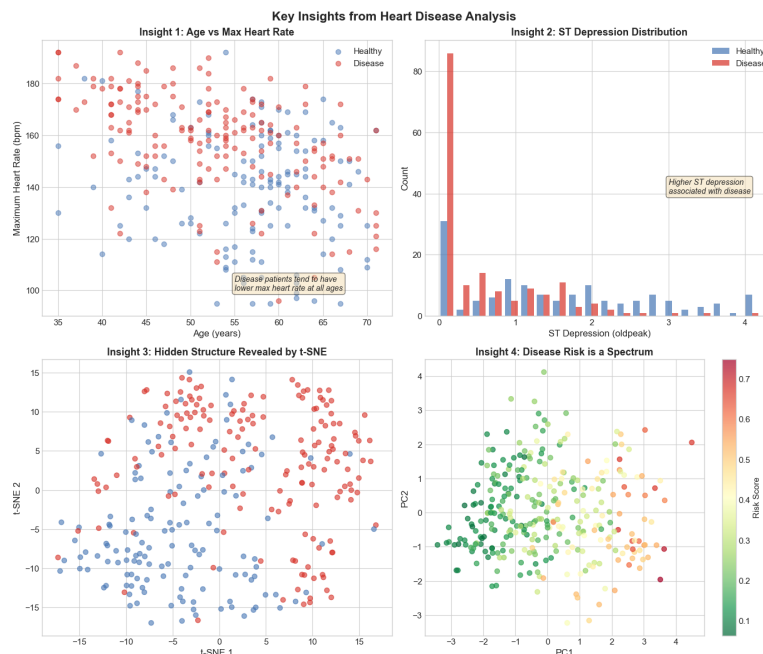 Key Insights from Heart Disease Analysis
Insight 1: Age vs Max Heart Rate
Healthy
Disease
Maximum Heart Rate (bpm)
180
160
140
120
100
Disease patients tend to have
lower max heart rate at all ages
35
40
45
50
55
60
65
70
Age (years)
Insight 2: ST Depression Distribution
Healthy
Disease
Count
80
60
40
20
0
Higher ST depression
associated with disease
0
1
2
3
4
ST Depression (oldpeak)
Insight 3: Hidden Structure Revealed by t-SNE
t-SNE 2
15
10
5
0
−5
−10
−15
−15
−10
−5
0
5
10
15
t-SNE 1
Insight 4: Disease Risk is a Spectrum
PC2
4
3
2
1
0
−1
−2
−3
−3
−2
−1
0
1
2
3
4
PC1
0.7
0.6
0.5
0.4
0.3
0.2
0.1
Risk Score